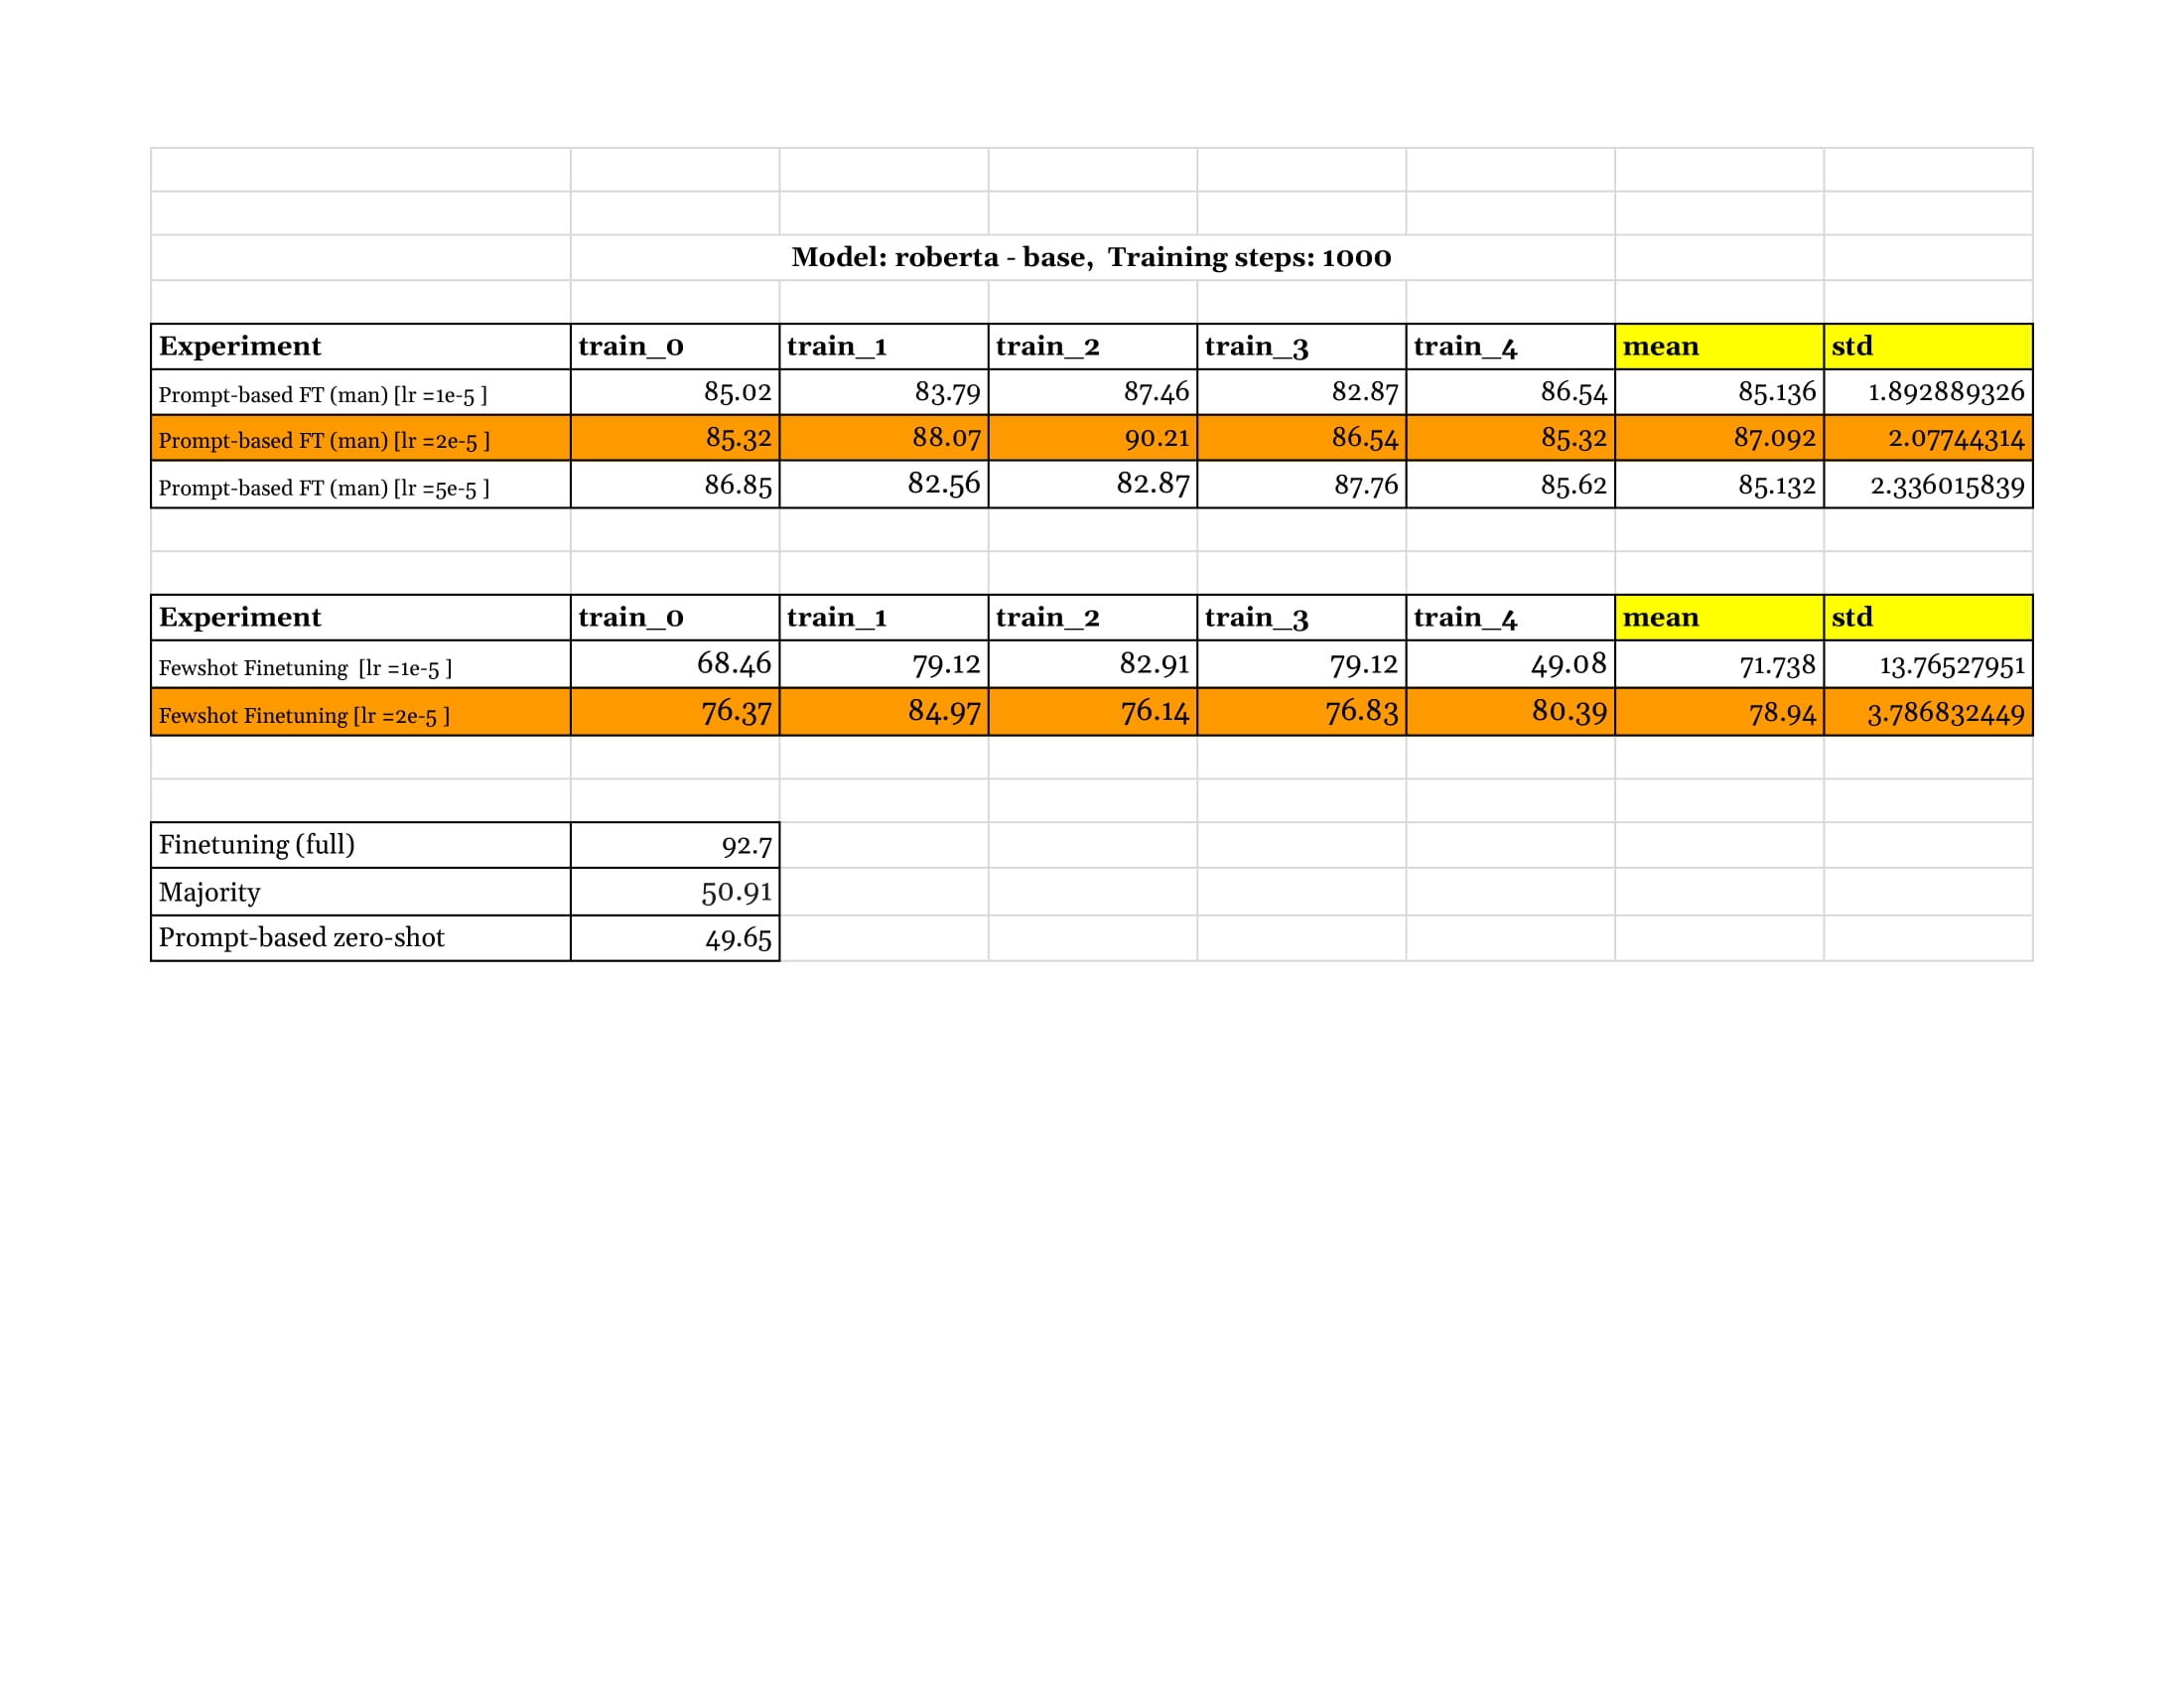 Model: roberta - base,  Training steps: 1000
Experiment train_0 train_1 train_2 train_3 train_4 mean std
Prompt-based FT (man) [lr =1e-5 ] 85.02 83.79 87.46 82.87 86.54 85.136 1.892889326
Prompt-based FT (man) [lr =2e-5 ] 85.32 88.07 90.21 86.54 85.32 87.092 2.07744314
Prompt-based FT (man) [lr =5e-5 ] 86.85 82.56 82.87 87.76 85.62 85.132 2.336015839
Experiment train_0 train_1 train_2 train_3 train_4 mean std
Fewshot Finetuning  [lr =1e-5 ] 68.46 79.12 82.91 79.12 49.08 71.738 13.76527951
Fewshot Finetuning [lr =2e-5 ] 76.37 84.97 76.14 76.83 80.39 78.94 3.786832449
Finetuning (full) 92.7
Majority 50.91
Prompt-based zero-shot 49.65